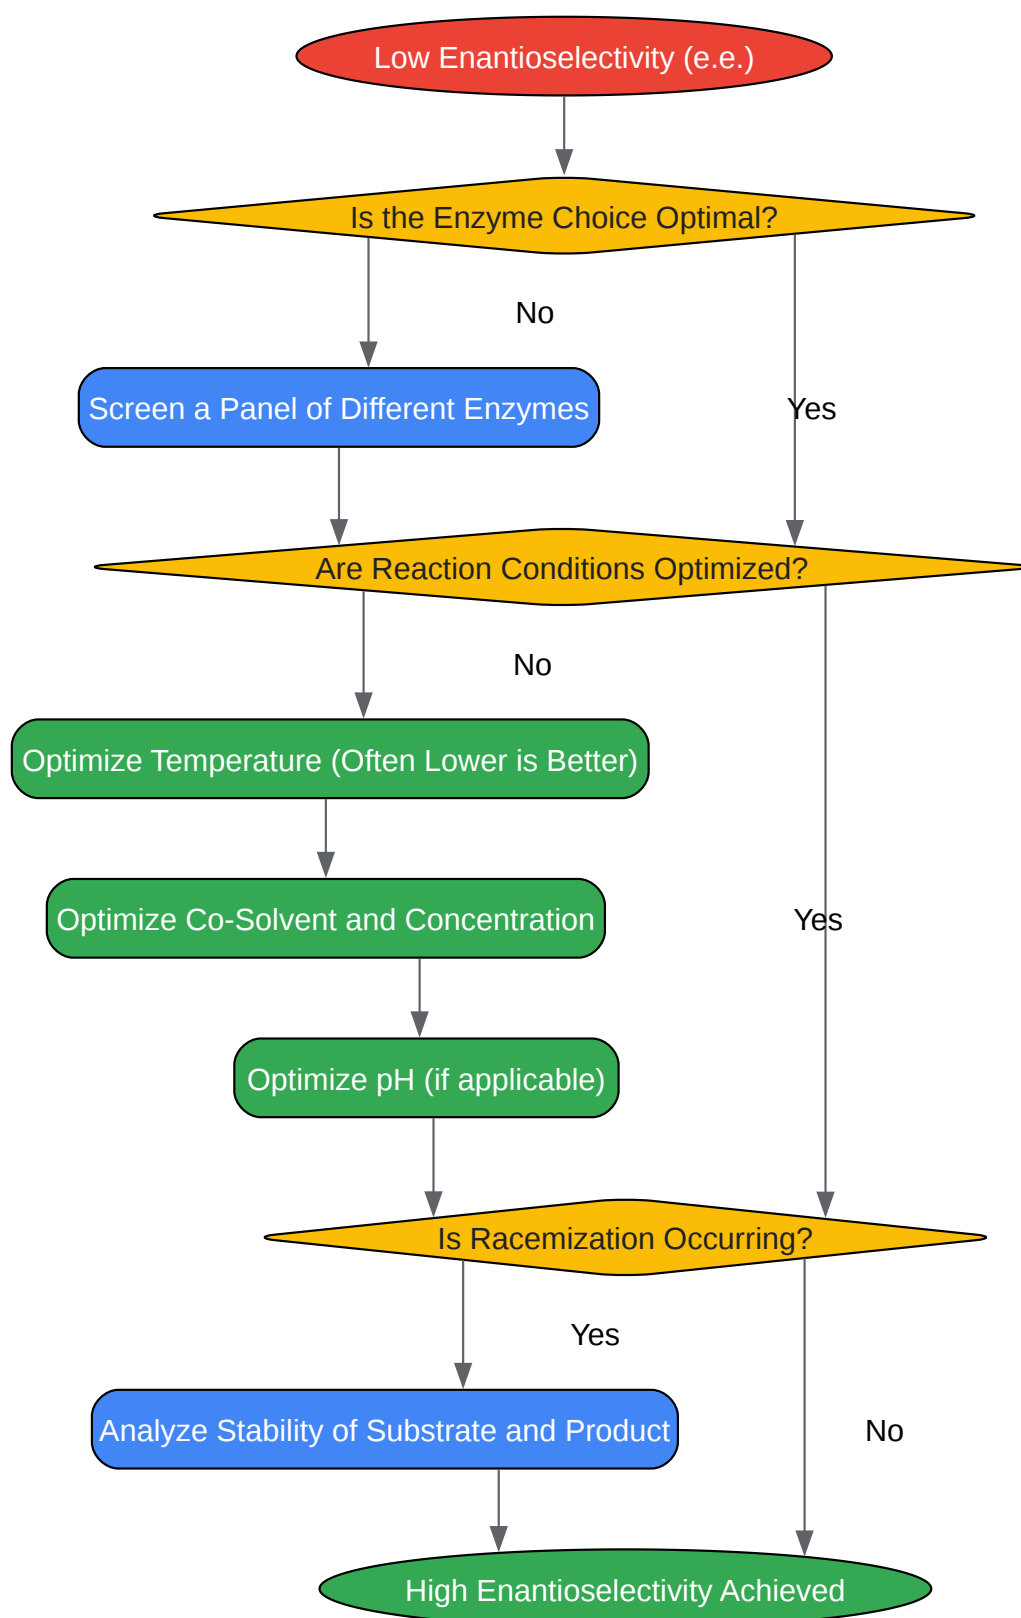 Low Enantioselectivity (e.e.)
Is the Enzyme Choice Optimal?
No
Screen a Panel of Different Enzymes
Yes
Are Reaction Conditions Optimized?
No
Optimize Temperature (Often Lower is Better)
Optimize Co-Solvent and Concentration
Yes
Optimize pH (if applicable)
Is Racemization Occurring?
Yes
Analyze Stability of Substrate and Product
No
High Enantioselectivity Achieved